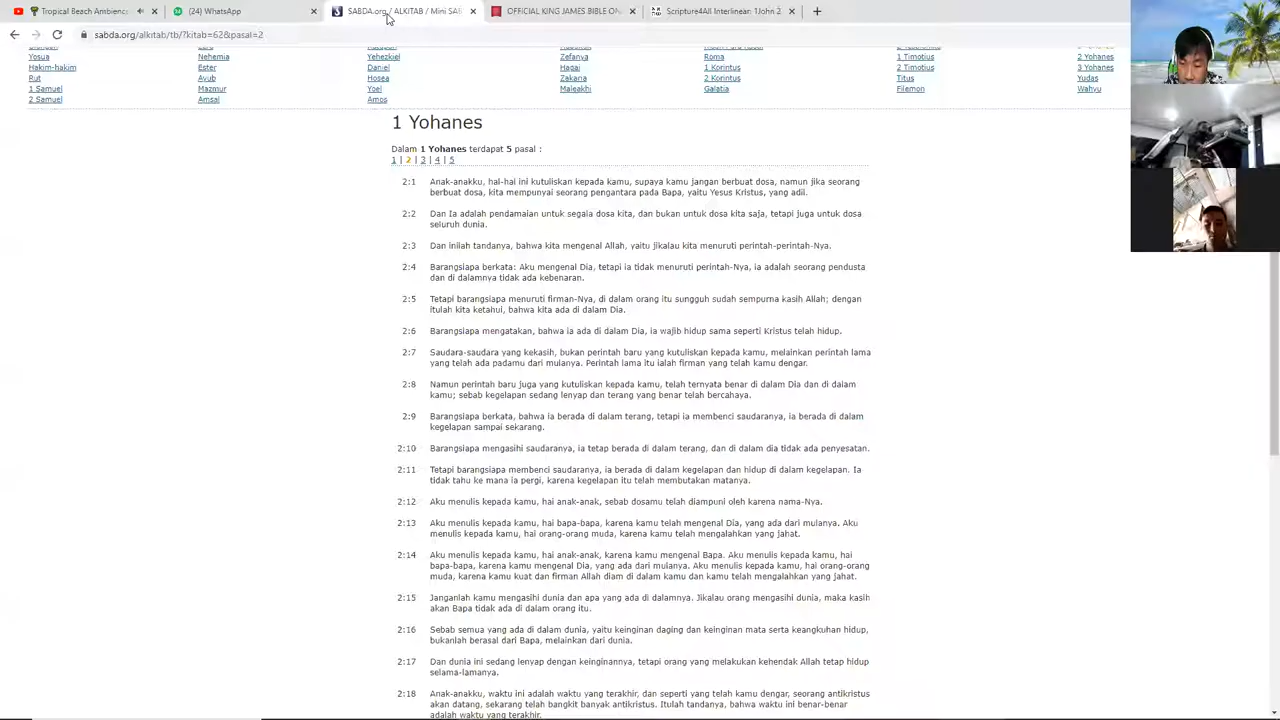 Tropical Beach Ambienc
(24) WhatsApp
SABDA.org / ALKITAB / Mini SAB
OFFICIAL KING JAMES BIBLE ON
Scripture4All Interlinear: 1John 2
sabda.org/alkitab/tb/?kitab=62&pasal=2
Yosua Nehemia Yehezkiel Zefanya Roma 1 Timotius 2 Yohanes
Hakim-hakim Ester Daniel Hagai 1 Korintus 2 Timotius 3 Yohanes
Rut Ayub Hosea Zakaria 2 Korintus Titus Yudas
1 Samuel Mazmur Yoel Maleakhi Galatia Filemon Wahyu
2 Samuel Amsal Amos
1 Yohanes
Dalam 1 Yohanes terdapat 5 pasal :
1 | 2 | 3 | 4 | 5
2:1 Anak-anakku, hal-hal ini kutuliskan kepada kamu, supaya kamu jangan berbuat dosa, namun jika seorang
berbuat dosa, kita mempunyai seorang pengantara pada Bapa, yaitu Yesus Kristus, yang adil.
2:2 Dan Ia adalah pendamaian untuk segala dosa kita, dan bukan untuk dosa kita saja, tetapi juga untuk dosa
seluruh dunia.
2:3 Dan inilah tandanya, bahwa kita mengenal Allah, yaitu jikalau kita menuruti perintah-perintah-Nya.
2:4 Barangsiapa berkata: Aku mengenal Dia, tetapi ia tidak menuruti perintah-Nya, ia adalah seorang pendusta
dan di dalamnya tidak ada kebenaran.
2:5 Tetapi barangsiapa menuruti firman-Nya, di dalam orang itu sungguh sudah sempurna kasih Allah; dengan
itulah kita ketahui, bahwa kita ada di dalam Dia.
2:6 Barangsiapa mengatakan, bahwa ia ada di dalam Dia, ia wajib hidup sama seperti Kristus telah hidup.
2:7 Saudara-saudara yang kekasih, bukan perintah baru yang kutuliskan kepada kamu, melainkan perintah lama
yang telah ada padamu dari mulanya. Perintah lama itu ialah firman yang telah kamu dengar.
2:8 Namun perintah baru juga yang kutuliskan kepada kamu, telah ternyata benar di dalam Dia dan di dalam
kamu; sebab kegelapan sedang lenyap dan terang yang benar telah bercahaya.
2:9 Barangsiapa berkata, bahwa ia berada di dalam terang, tetapi ia membenci saudaranya, ia berada di dalam
kegelapan sampai sekarang.
2:10 Barangsiapa mengasihi saudaranya, ia tetap berada di dalam terang, dan di dalam dia tidak ada penyesatan.
2:11 Tetapi barangsiapa membenci saudaranya, ia berada di dalam kegelapan dan hidup di dalam kegelapan. Ia
tidak tahu ke mana ia pergi, karena kegelapan itu telah membutakan matanya.
2:12 Aku menulis kepada kamu, hai anak-anak, sebab dosamu telah diampuni oleh karena nama-Nya.
2:13 Aku menulis kepada kamu, hai bapa-bapa, karena kamu telah mengenal Dia, yang ada dari mulanya. Aku
menulis kepada kamu, hai orang-orang muda, karena kamu telah mengalahkan yang jahat.
2:14 Aku menulis kepada kamu, hai anak-anak, karena kamu mengenal Bapa. Aku menulis kepada kamu, hai
bapa-bapa, karena kamu mengenal Dia, yang ada dari mulanya. Aku menulis kepada kamu, hai orang-orang
muda, karena kamu kuat dan firman Allah diam di dalam kamu dan kamu telah mengalahkan yang jahat.
2:15 Janganlah kamu mengasihi dunia dan apa yang ada di dalamnya. Jikalau orang mengasihi dunia, maka kasih
akan Bapa tidak ada di dalam orang itu.
2:16 Sebab semua yang ada di dalam dunia, yaitu keinginan daging dan keinginan mata serta keangkuhan hidup,
bukanlah berasal dari Bapa, melainkan dari dunia.
2:17 Dan dunia ini sedang lenyap dengan keinginannya, tetapi orang yang melakukan kehendak Allah tetap hidup
selama-lamanya.
2:18 Anak-anakku, waktu ini adalah waktu yang terakhir, dan seperti yang telah kamu dengar, seorang antikristus
akan datang, sekarang telah bangkit banyak antikristus. Itulah tandanya, bahwa waktu ini benar-benar
adalah waktu yang terakhir.